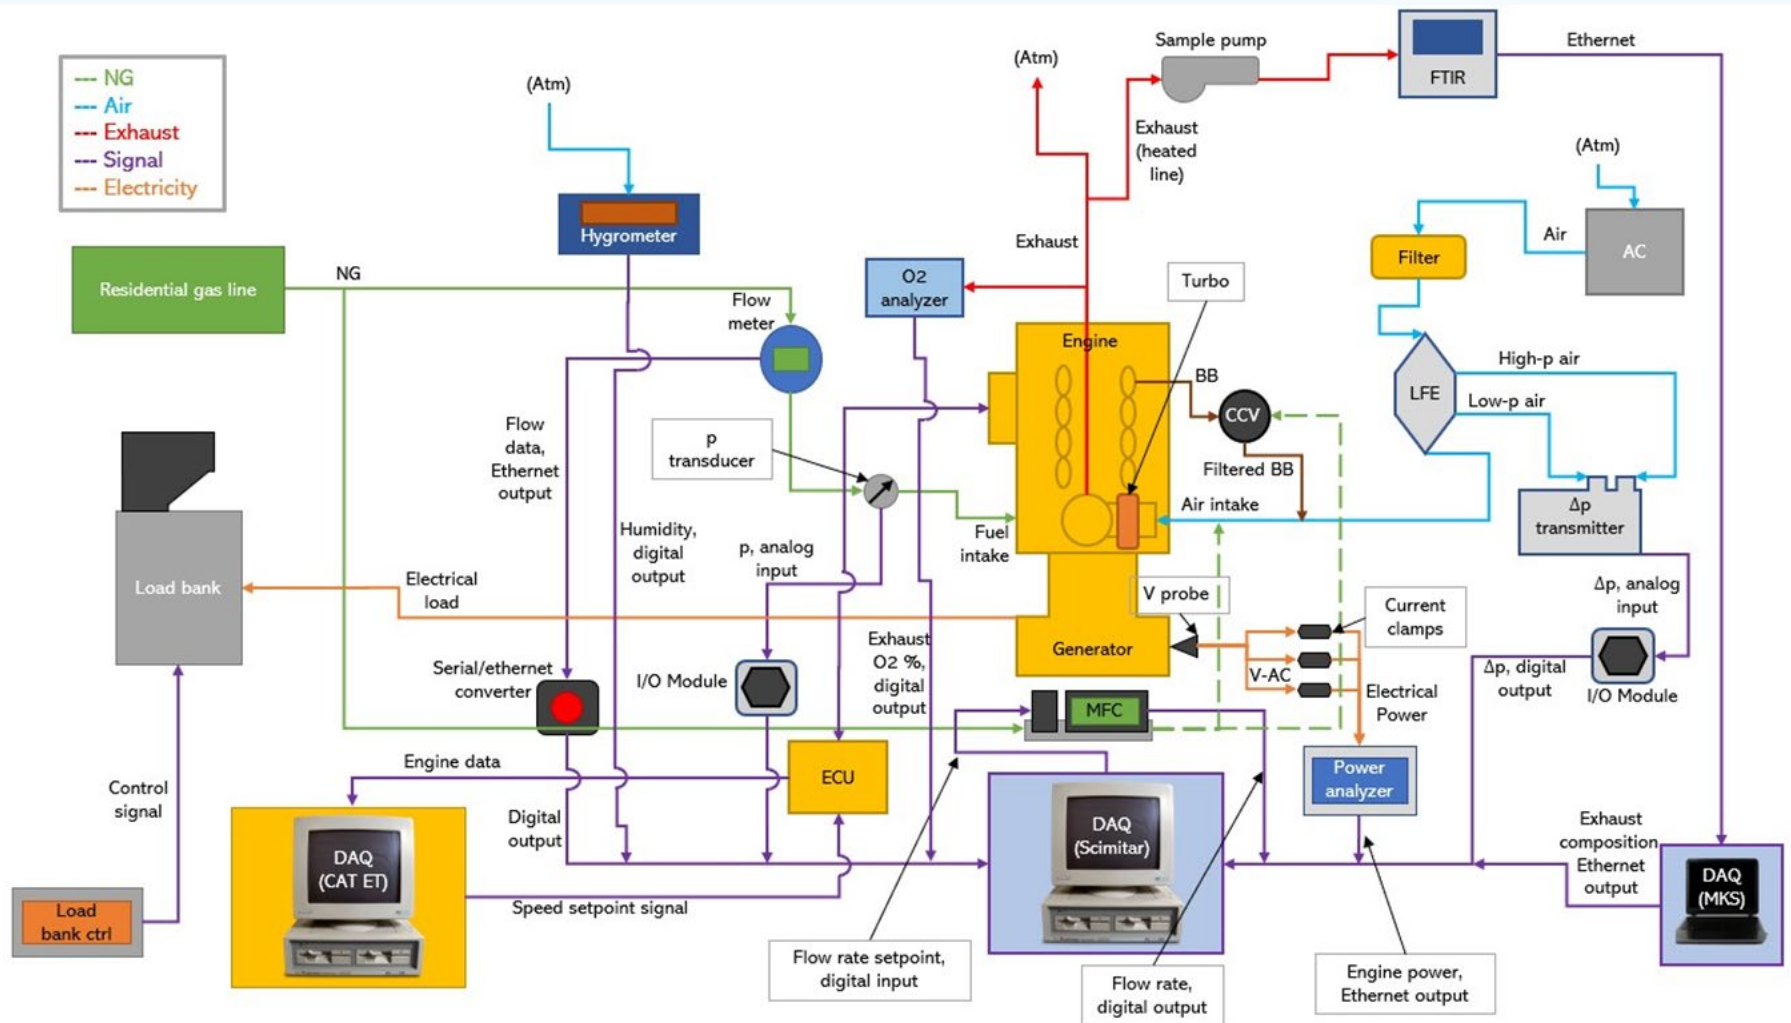 --- NG
--- Air
--- Exhaust
--- Signal
--- Electricity
(Atm)
Hygrometer
Residential gas line
NG
Flow
meter
(Atm)
Sample pump
FTIR
Ethernet
Exhaust
(heated
line)
Exhaust
O2
analyzer
Turbo
Engine
BB
CCV
Filtered BB
Air intake
(Atm)
AC
Air
Filter
LFE
High-p air
Low-p air
Δp
transmitter
Δp, analog
input
I/O Module
Δp, digital
output
Flow
data,
Ethernet
output
p
transducer
Humidity,
digital
output
p, analog
input
Fuel
intake
Load bank
Electrical
load
V probe
Generator
V-AC
Current
clamps
Electrical
Power
Serial/ethernet
converter
I/O Module
Exhaust
O2 %,
digital
output
MFC
Power
analyzer
Control
signal
Engine data
ECU
Digital
output
DAQ
(CAT ET)
Speed setpoint signal
Load
bank ctrl
DAQ
(Scimitar)
Flow rate setpoint,
digital input
Flow rate,
digital output
Engine power,
Ethernet output
Exhaust
composition
Ethernet
output
DAQ
(MKS)